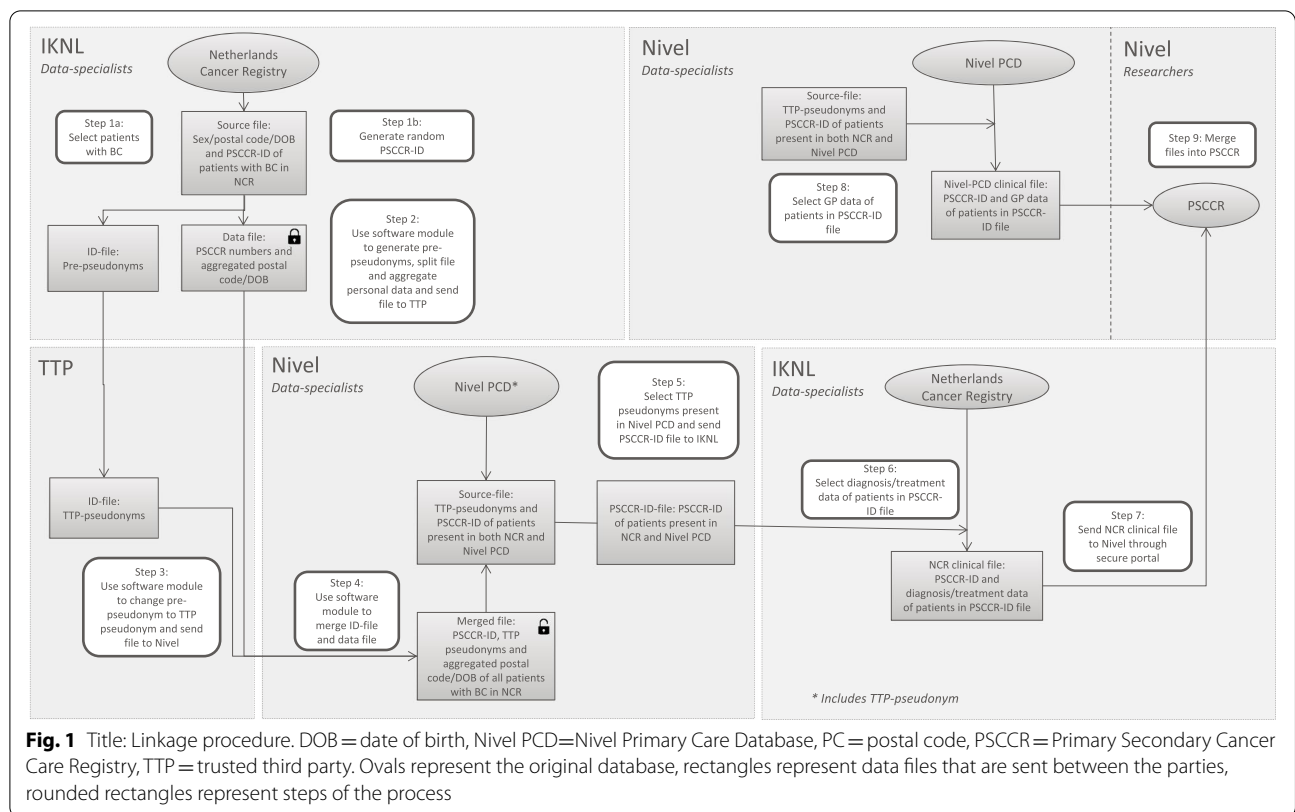 IKNL
Data-specialists
Netherlands
Cancer Registry
Step 1a:
Select patients
with BC
Source file:
Sex/postal code/DOB
and PSCCR-ID of
patients with BC in
NCR
Step 1b:
Generate random
PSCCR-ID
ID-file:
Pre-pseudonyms
Data file:
PSCCR numbers and
aggregated postal
code/DOB
Step 2:
Use software module
to generate pre-
pseudonyms, split file
and aggregate
personal data and send
file to TTP
Nivel
Data-specialists
Nivel PCD
Source-file:
TTP-pseudonyms and
PSCCR-ID of patients
present in both NCR and
Nivel PCD
Step 8:
Select GP data of
patients in PSCCR-ID
file
Nivel-PCD clinical file:
PSCCR-ID and GP data
of patients in PSCCR-
ID file
Nivel
Researchers
Step 9: Merge
files into PSCCR
PSCCR
TTP
ID-file:
TTP-pseudonyms
Step 3:
Use software module
to change pre-
pseudonym to TTP
pseudonym and send
file to Nivel
Nivel
Data-specialists
Nivel PCD*
Step 5:
Select TTP
pseudonyms present
in Nivel PCD and send
PSCCR-ID file to IKNL
Source-file:
TTP-pseudonyms and
PSCCR-ID of patients
present in both NCR and
Nivel PCD
PSCCR-ID-file: PSCCR-ID
of patients present in
NCR and Nivel PCD
Step 4:
Use software
module to
merge ID-file
and data file
Merged file:
PSCCR-ID, TTP
pseudonyms and
aggregated postal
code/DOB of all patients
with BC in NCR
IKNL
Data-specialists
Netherlands
Cancer Registry
Step 6:
Select diagnosis/treatment
data of patients in PSCCR-
ID file
Step 7:
Send NCR clinical file
to Nivel through
secure portal
NCR clinical file:
PSCCR-ID and
diagnosis/treatment data
of patients in PSCCR-ID file
* Includes TTP-pseudonym
Fig. 1 Title: Linkage procedure. DOB = date of birth, Nivel PCD=Nivel Primary Care Database, PC = postal code, PSCCR = Primary Secondary Cancer
Care Registry, TTP = trusted third party. Ovals represent the original database, rectangles represent data files that are sent between the parties,
rounded rectangles represent steps of the process